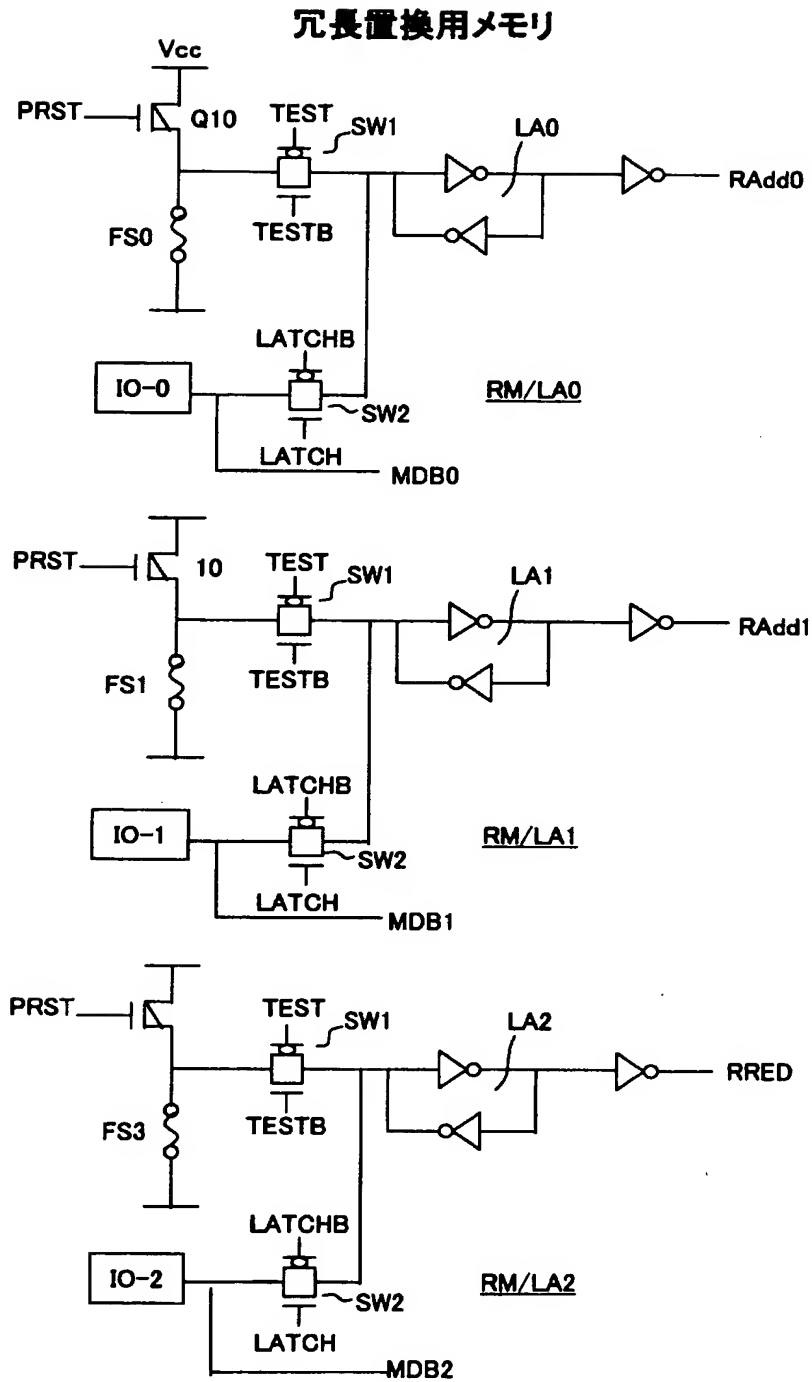 冗長置換用メモリ
Vcc
PRST
Q10
TEST
SW1
LA0
RAdd0
FS0
TESTB
LATCHB
IO-0
SW2
RM/LA0
LATCH
MDB0
PRST
10
TEST
SW1
LA1
RAdd1
FS1
TESTB
LATCHB
IO-1
SW2
RM/LA1
LATCH
MDB1
PRST
TEST
SW1
LA2
RRED
FS3
TESTB
LATCHB
IO-2
SW2
RM/LA2
LATCH
MDB2